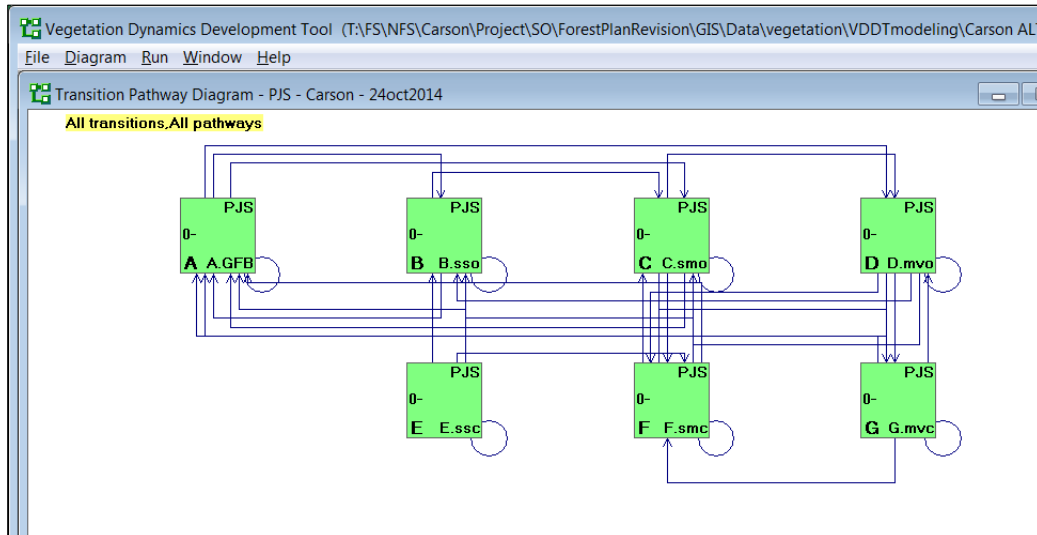 Vegetation Dynamics Development Tool (T:\FS\NFS\Carson\Project\SO\ForestPlanRevision\GIS\Data\vegetation\VDDTmodeling\Carson AL
File Diagram Run Window Help
Transition Pathway Diagram - PJS - Carson - 24oct2014
All transitions,All pathways
PJS PJS PJS PJS
0- 0- 0- 0-
A A.GFB B B.sso C C.smo D D.mvo
PJS PJS PJS
0- 0- 0-
E E.ssc F F.smc G G.mvc